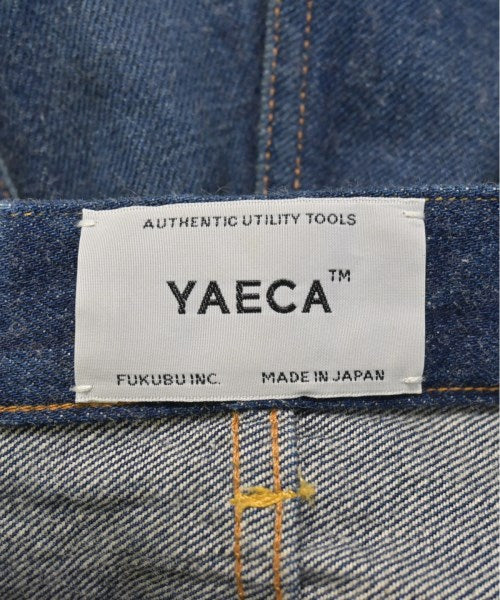 AUTHENTIC UTILITY TOOLS
YAECA™
FUKUBU INC. MADE IN JAPAN